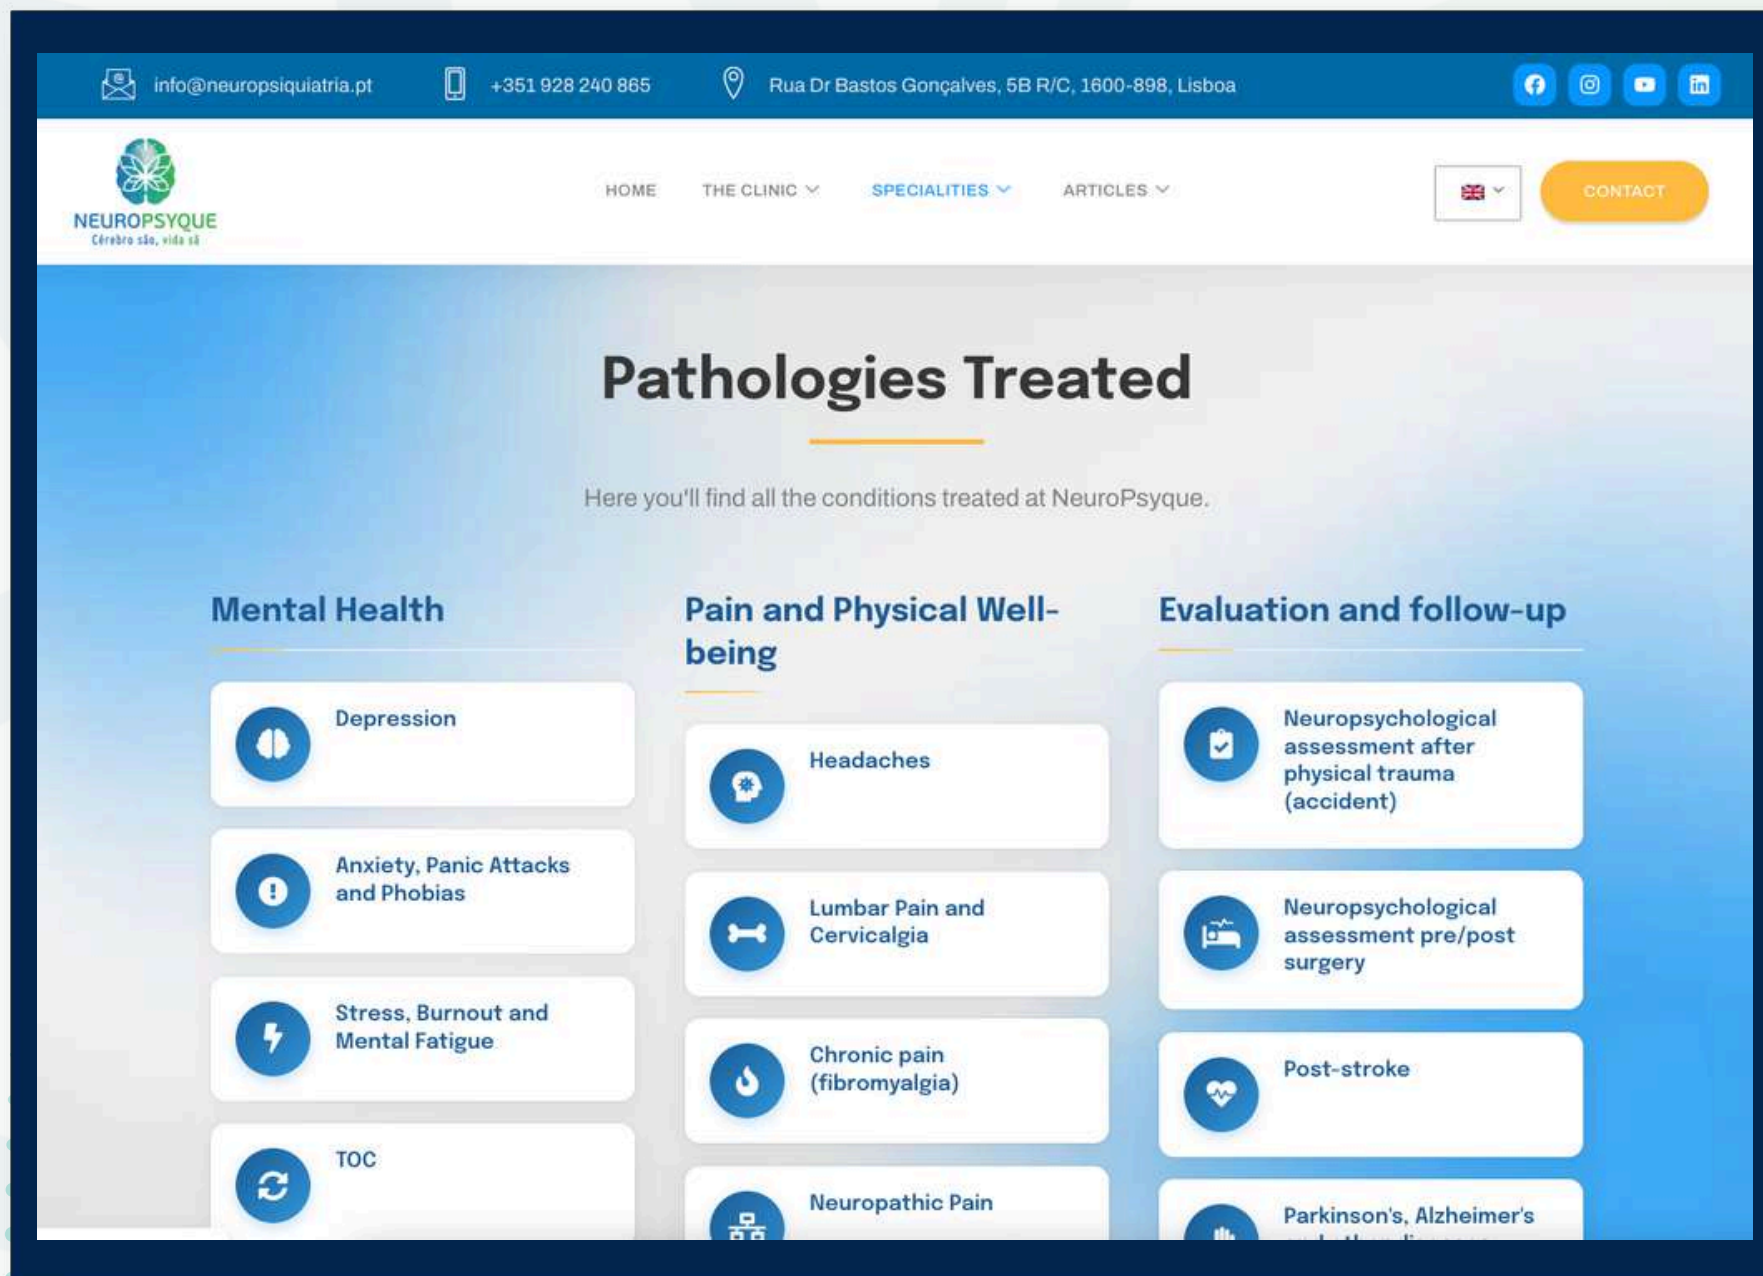 info@neuropsiquiatria.pt
+351 928 240 865
Rua Dr Bastos Gonçalves, 5B R/C, 1600-898, Lisboa
NEUROPSYQUE
Cérebro são, vida sã
HOME
THE CLINIC
SPECIALITIES
ARTICLES
CONTACT
Pathologies Treated
Here you'll find all the conditions treated at NeuroPsyque.
Mental Health
Depression
Anxiety, Panic Attacks
and Phobias
Stress, Burnout and
Mental Fatigue
TOC
Pain and Physical Well-
being
Headaches
Lumbar Pain and
Cervicalgia
Chronic pain
(fibromyalgia)
Neuropathic Pain
Evaluation and follow-up
Neuropsychological
assessment after
physical trauma
(accident)
Neuropsychological
assessment pre/post
surgery
Post-stroke
Parkinson's, Alzheimer's